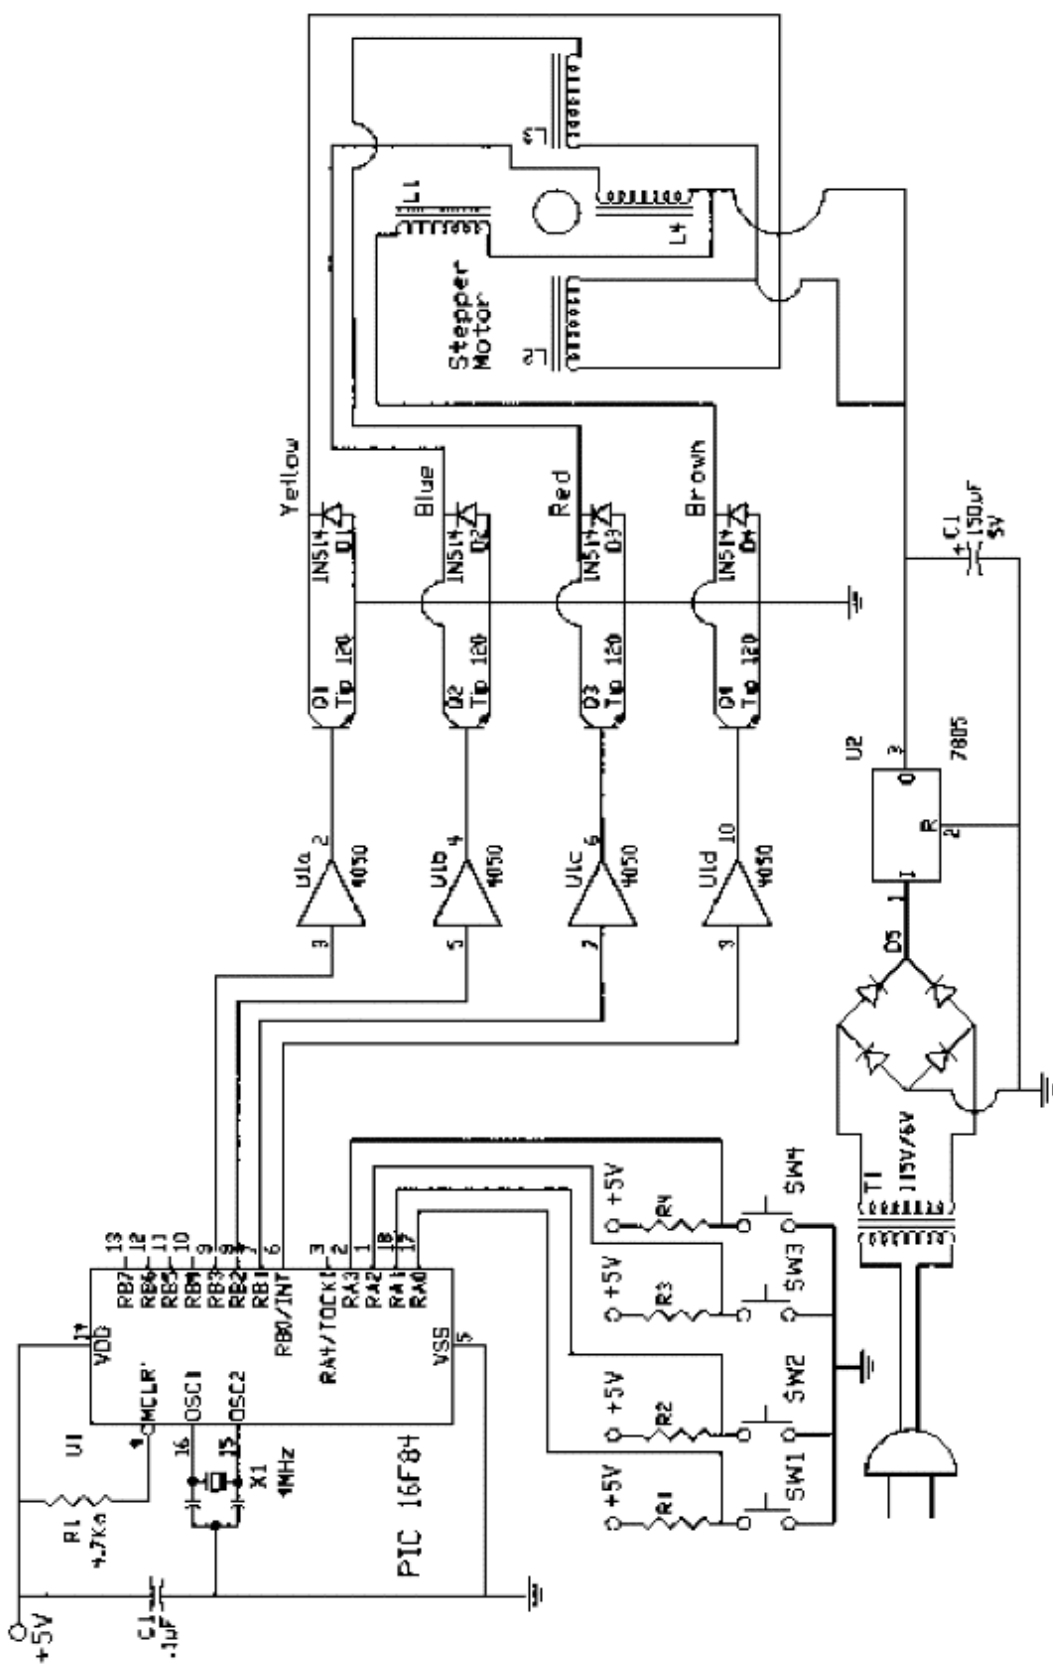 +5V
C1
.1µF
R1
4.7KΩ
U1
PIC 16F84
4
MCLR'
16
OSC1
15
OSC2
X1
4MHz
14
VDD
VSS
5
RB7
13
RB6
12
RB5
11
RB4
10
RB3
9
RB2
8
RB1
7
RB0/INT
6
RA4/TOCK1
3
RA3
2
RA2
1
RA1
18
RA0
17
+5V
R1
SW1
+5V
R2
SW2
+5V
R3
SW3
+5V
R4
SW4
3
U1a
2
4050
5
U1b
4
4050
7
U1c
6
4050
9
U1d
10
4050
Q1
Tip 120
1N514
D1
Yellow
Q2
Tip 120
1N514
D2
Blue
Q3
Tip 120
1N514
D3
Red
Q4
Tip 120
1N514
D4
Brown
Stepper
Motor
L1
L2
L3
L4
T1
115V/6V
D5
1
I
R
2
O
3
U2
7805
C1
+
150µF
5V